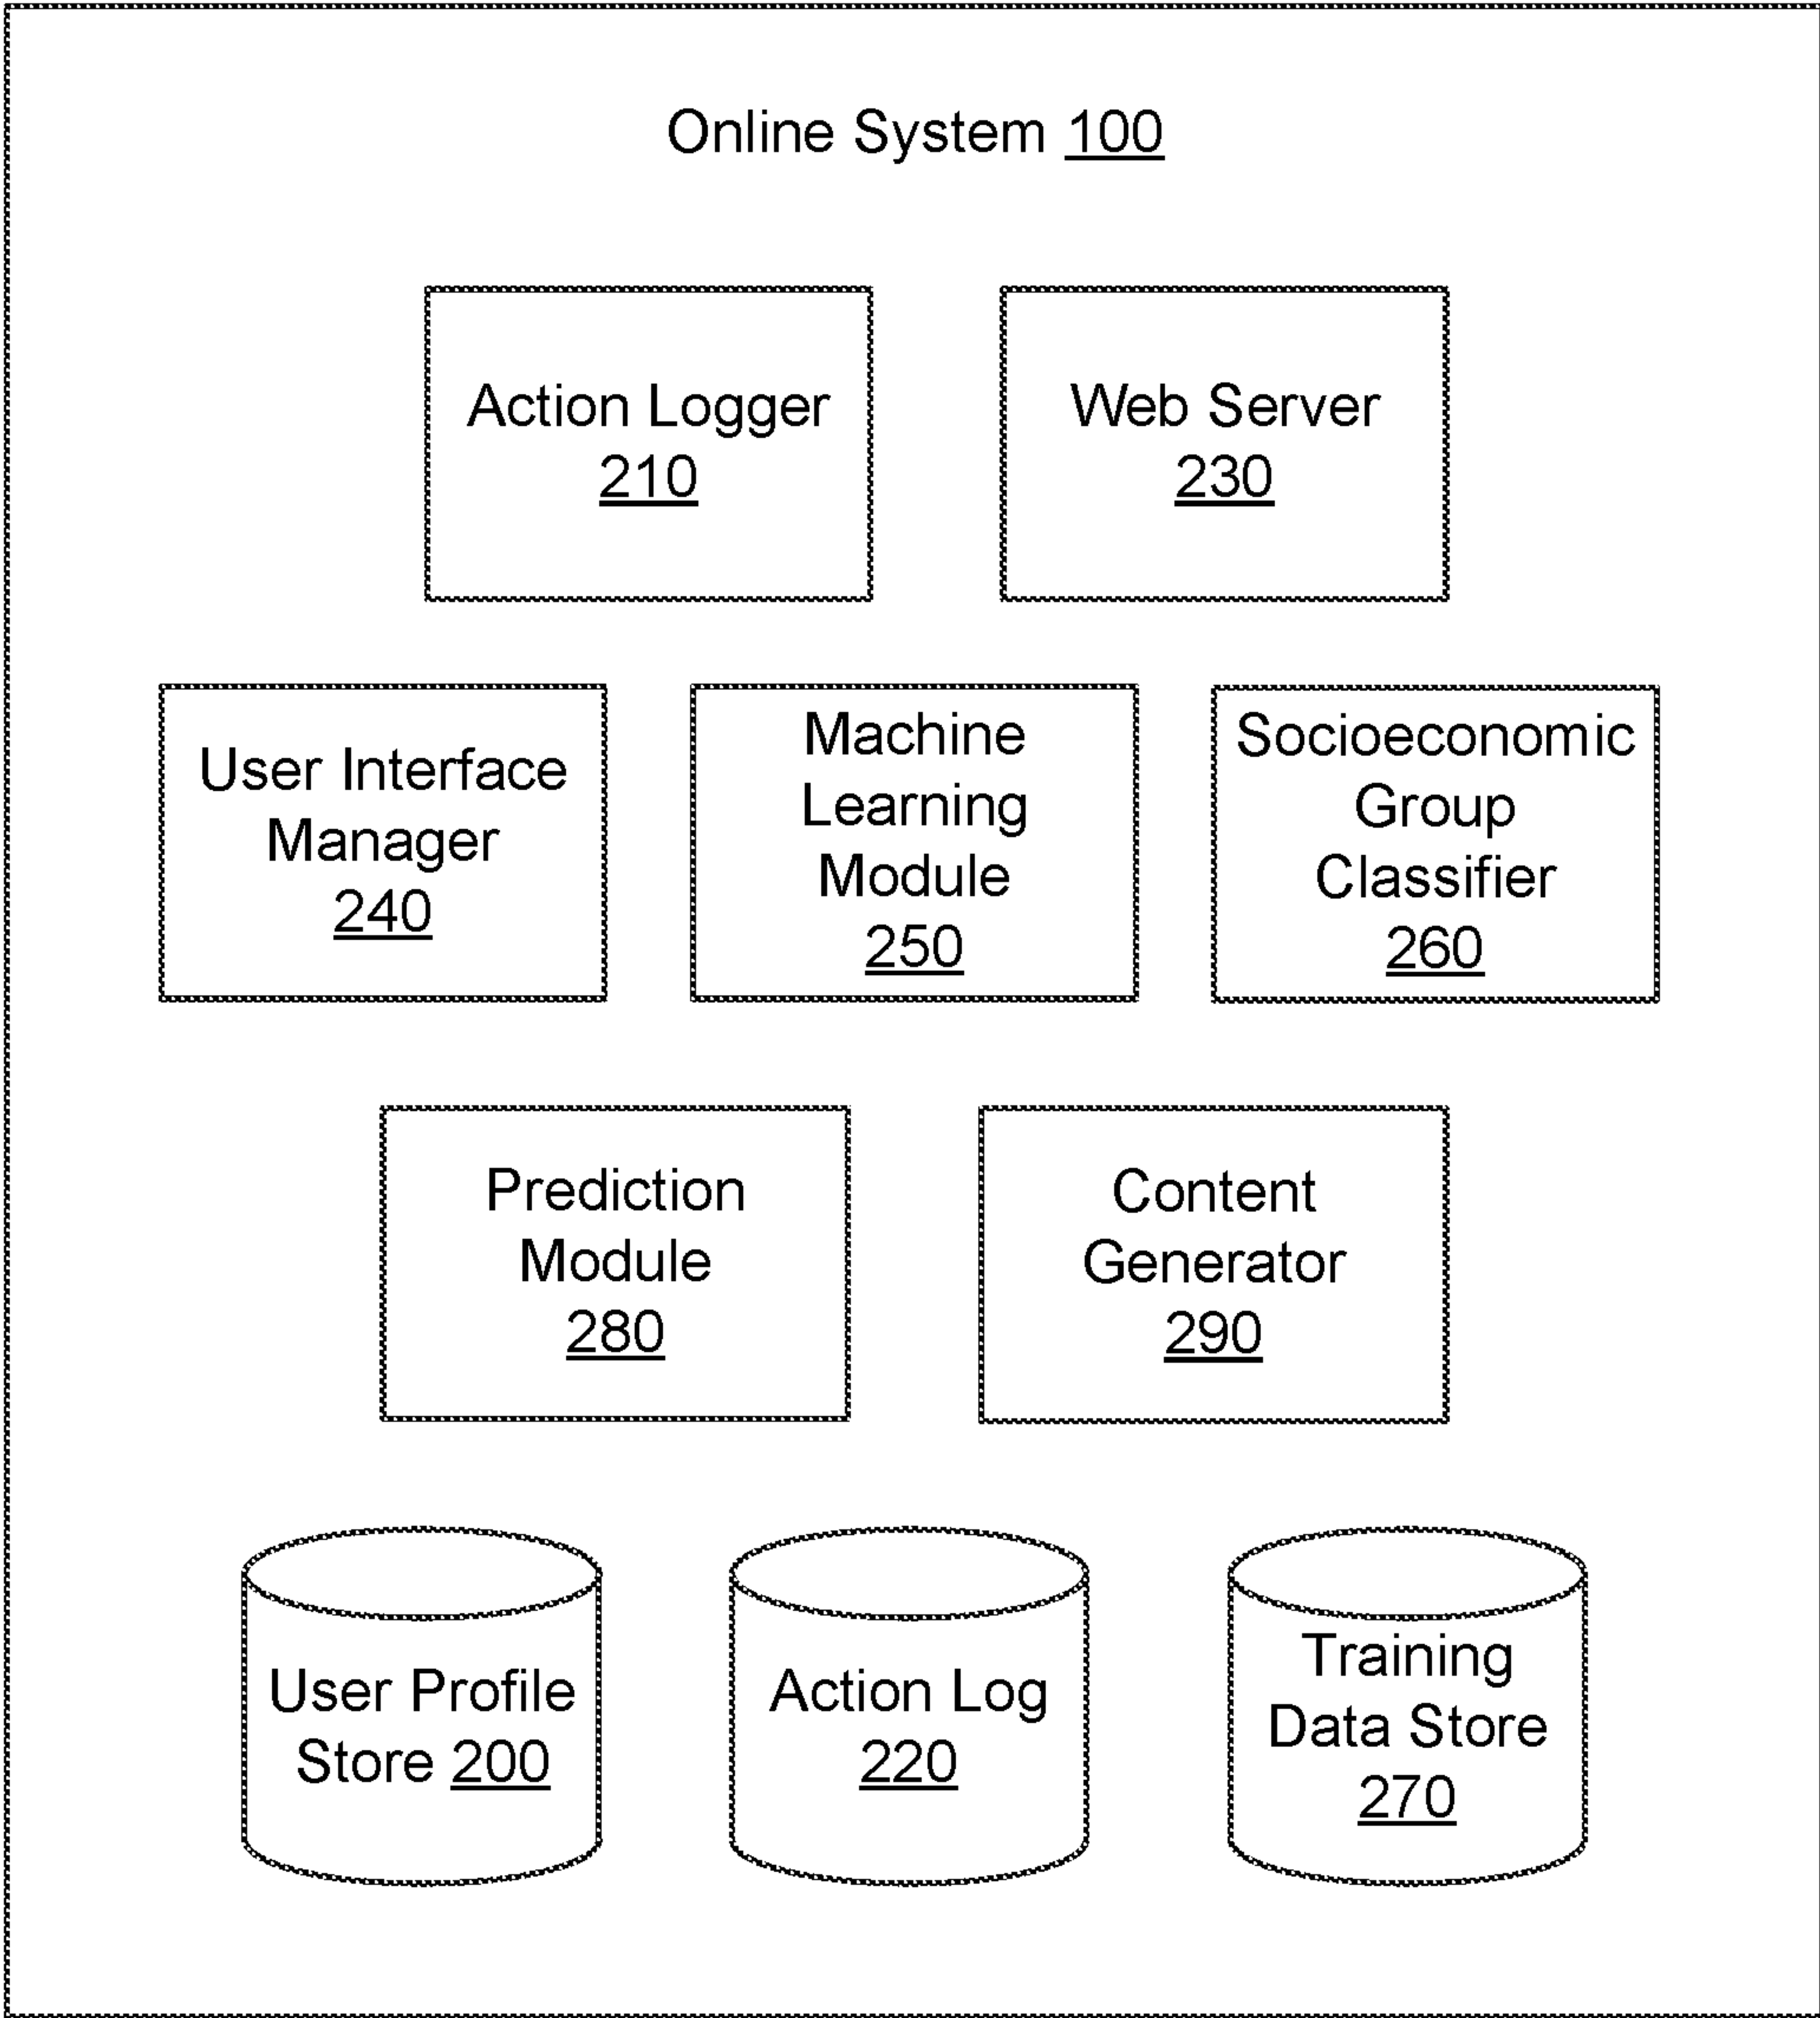 Online System 100
Action Logger
210
Web Server
230
User Interface
Manager
240
Machine
Learning
Module
250
Socioeconomic
Group
Classifier
260
Prediction
Module
280
Content
Generator
290
User Profile
Store 200
Action Log
220
Training
Data Store
270